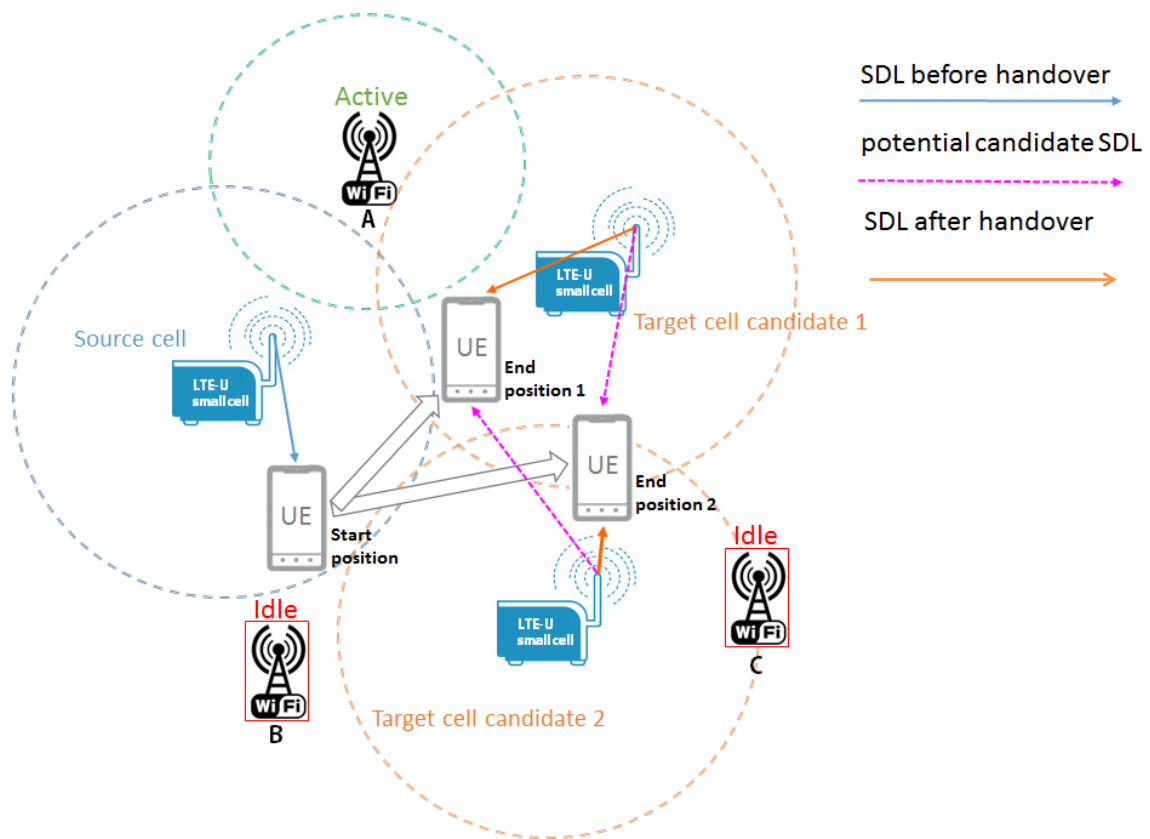 SDL before handover
potential candidate SDL
SDL after handover
Active
Wi Fi
A
LTE-U
small cell
Target cell candidate 1
Source cell
LTE-U
small cell
UE
End
position 1
UE
End
position 2
UE
Start
position
Idle
Wi Fi
B
LTE-U
small cell
Idle
Wi Fi
C
Target cell candidate 2